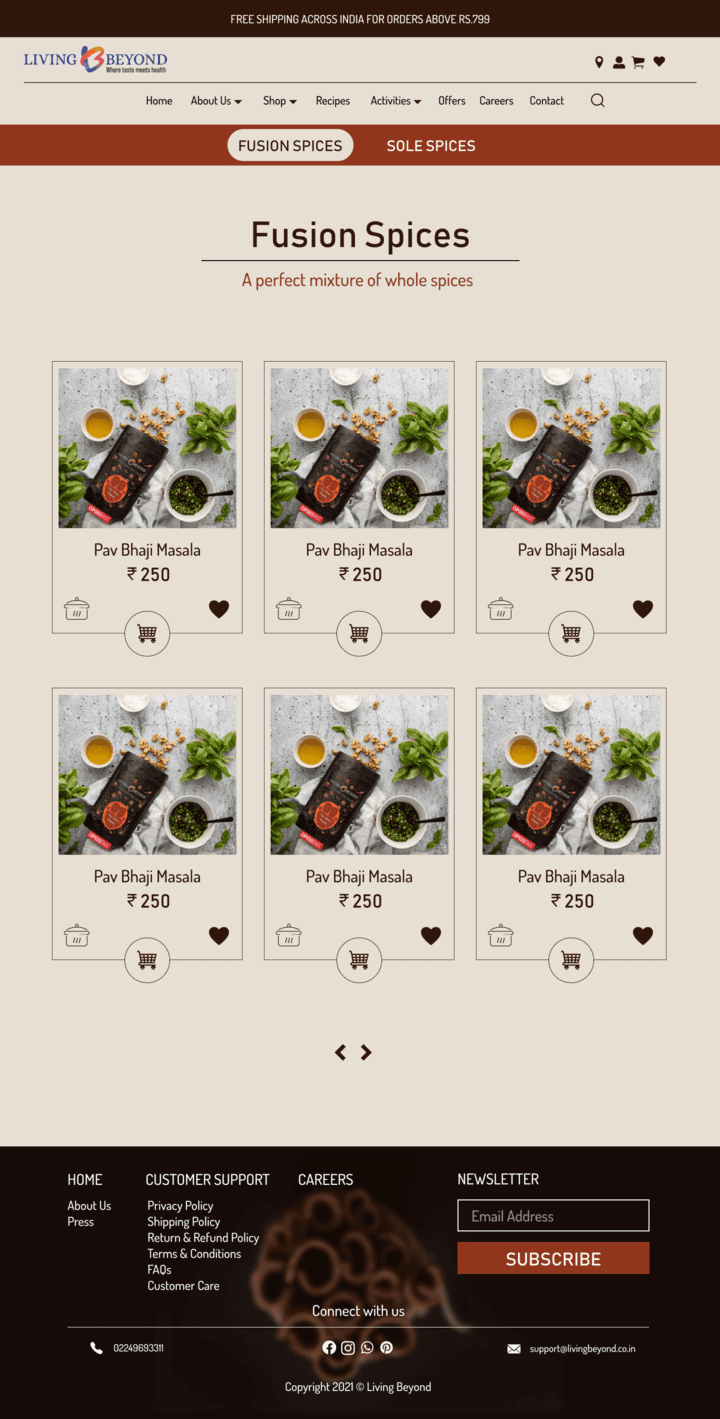 FREE SHIPPING ACROSS INDIA FOR ORDERS ABOVE RS.799
LIVING BEYOND
Where taste meets health
Home About Us Shop Recipes Activities Offers Careers Contact
FUSION SPICES SOLE SPICES
Fusion Spices
A perfect mixture of whole spices
Pav Bhaji Masala Pav Bhaji Masala Pav Bhaji Masala
₹ 250 ₹ 250 ₹ 250
Pav Bhaji Masala Pav Bhaji Masala Pav Bhaji Masala
₹ 250 ₹ 250 ₹ 250
HOME
About Us
Press
CUSTOMER SUPPORT
Privacy Policy
Shipping Policy
Return & Refund Policy
Terms & Conditions
FAQs
Customer Care
CAREERS
NEWSLETTER
Email Address
SUBSCRIBE
Connect with us
02249693311 support@livingbeyond.co.in
Copyright 2021 © Living Beyond